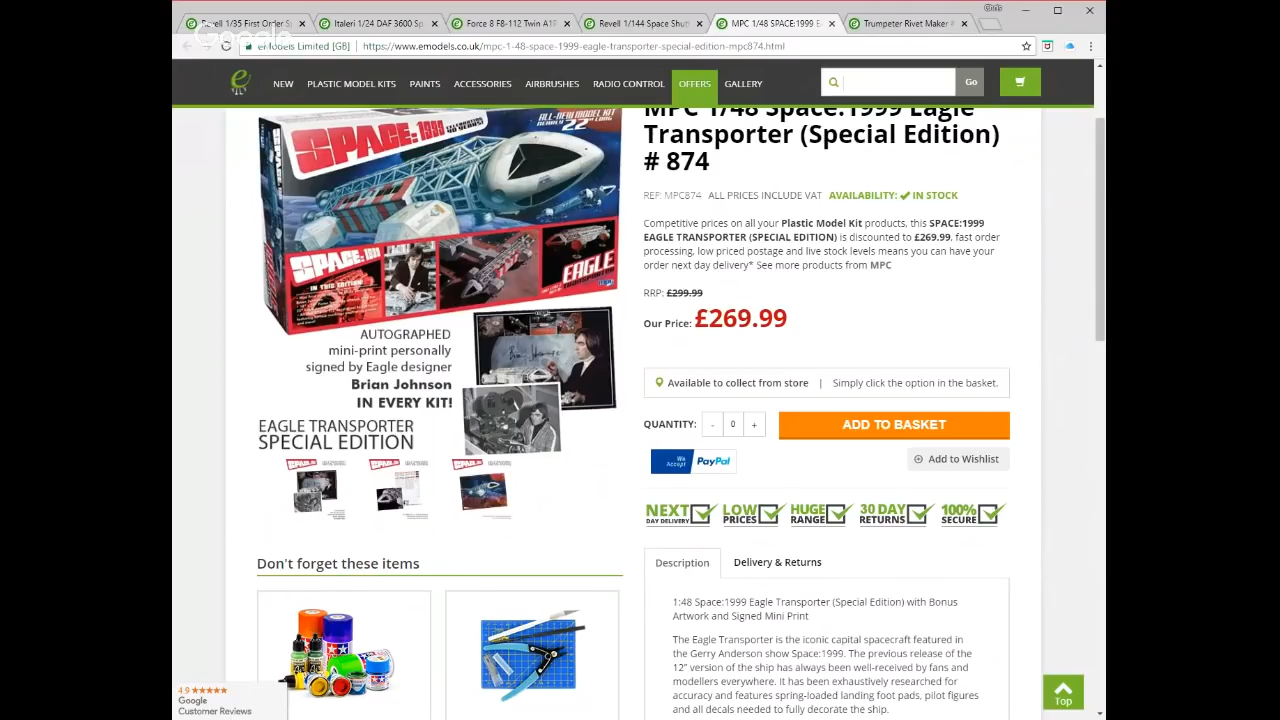 Chris
Revell 1/35 First Order S
Italeri 1/24 DAF 3600 Sp
Force 8 F8-112 Twin A1P
Revell 1/144 Space Shut
MPC 1/48 SPACE:1999 E
Trumpeter Rivet Maker #
Google
eModels Limited [GB]
https://www.emodels.co.uk/mpc-1-48-space-1999-eagle-transporter-special-edition-mpc874.html
NEW
PLASTIC MODEL KITS
PAINTS
ACCESSORIES
AIRBRUSHES
RADIO CONTROL
OFFERS
GALLERY
Go
SPACE:1999
ALL-NEW MODEL KIT
22" LONG
SPACE:1999
IN THIS EDITION!
EAGLE
TRANSPORTER
mpc
AUTOGRAPHED
mini-print personally
signed by Eagle designer
Brian Johnson
IN EVERY KIT!
EAGLE TRANSPORTER
SPECIAL EDITION
MPC 1/48 Space:1999 Eagle
Transporter (Special Edition)
# 874
REF: MPC874 ALL PRICES INCLUDE VAT AVAILABILITY: IN STOCK
Competitive prices on all your Plastic Model Kit products, this SPACE:1999
EAGLE TRANSPORTER (SPECIAL EDITION) is discounted to £269.99, fast order
processing, low priced postage and live stock levels means you can have your
order next day delivery* See more products from MPC
RRP: £299.99
Our Price: £269.99
Available to collect from store | Simply click the option in the basket.
QUANTITY: - 0 + ADD TO BASKET
We Accept PayPal
Add to Wishlist
NEXT DAY DELIVERY
LOW PRICES
HUGE RANGE
30 DAY RETURNS
100% SECURE
Don't forget these items
Description
Delivery & Returns
1:48 Space:1999 Eagle Transporter (Special Edition) with Bonus
Artwork and Signed Mini Print
The Eagle Transporter is the iconic capital spacecraft featured in
the Gerry Anderson show Space:1999. The previous release of the
12” version of the ship has always been well-received by fans and
modellers everywhere. It has been exhaustively researched for
accuracy and features spring-loaded landing foot pads, pilot figures
and all decals needed to fully decorate the ship.
4.9 ★★★★★
Google
Customer Reviews
Top